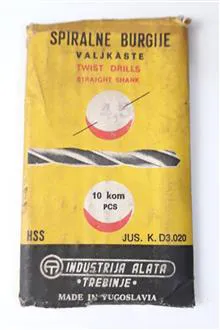 SPIRALNE BURGIJE
VALJKASTE
TWIST DRILLS
STRAIGHT SHANK
10 kom
PCS
HSS JUS. K. D3.020
INDUSTRIJA ALATA
TREBINJE
MADE IN YUGOSLAVIA